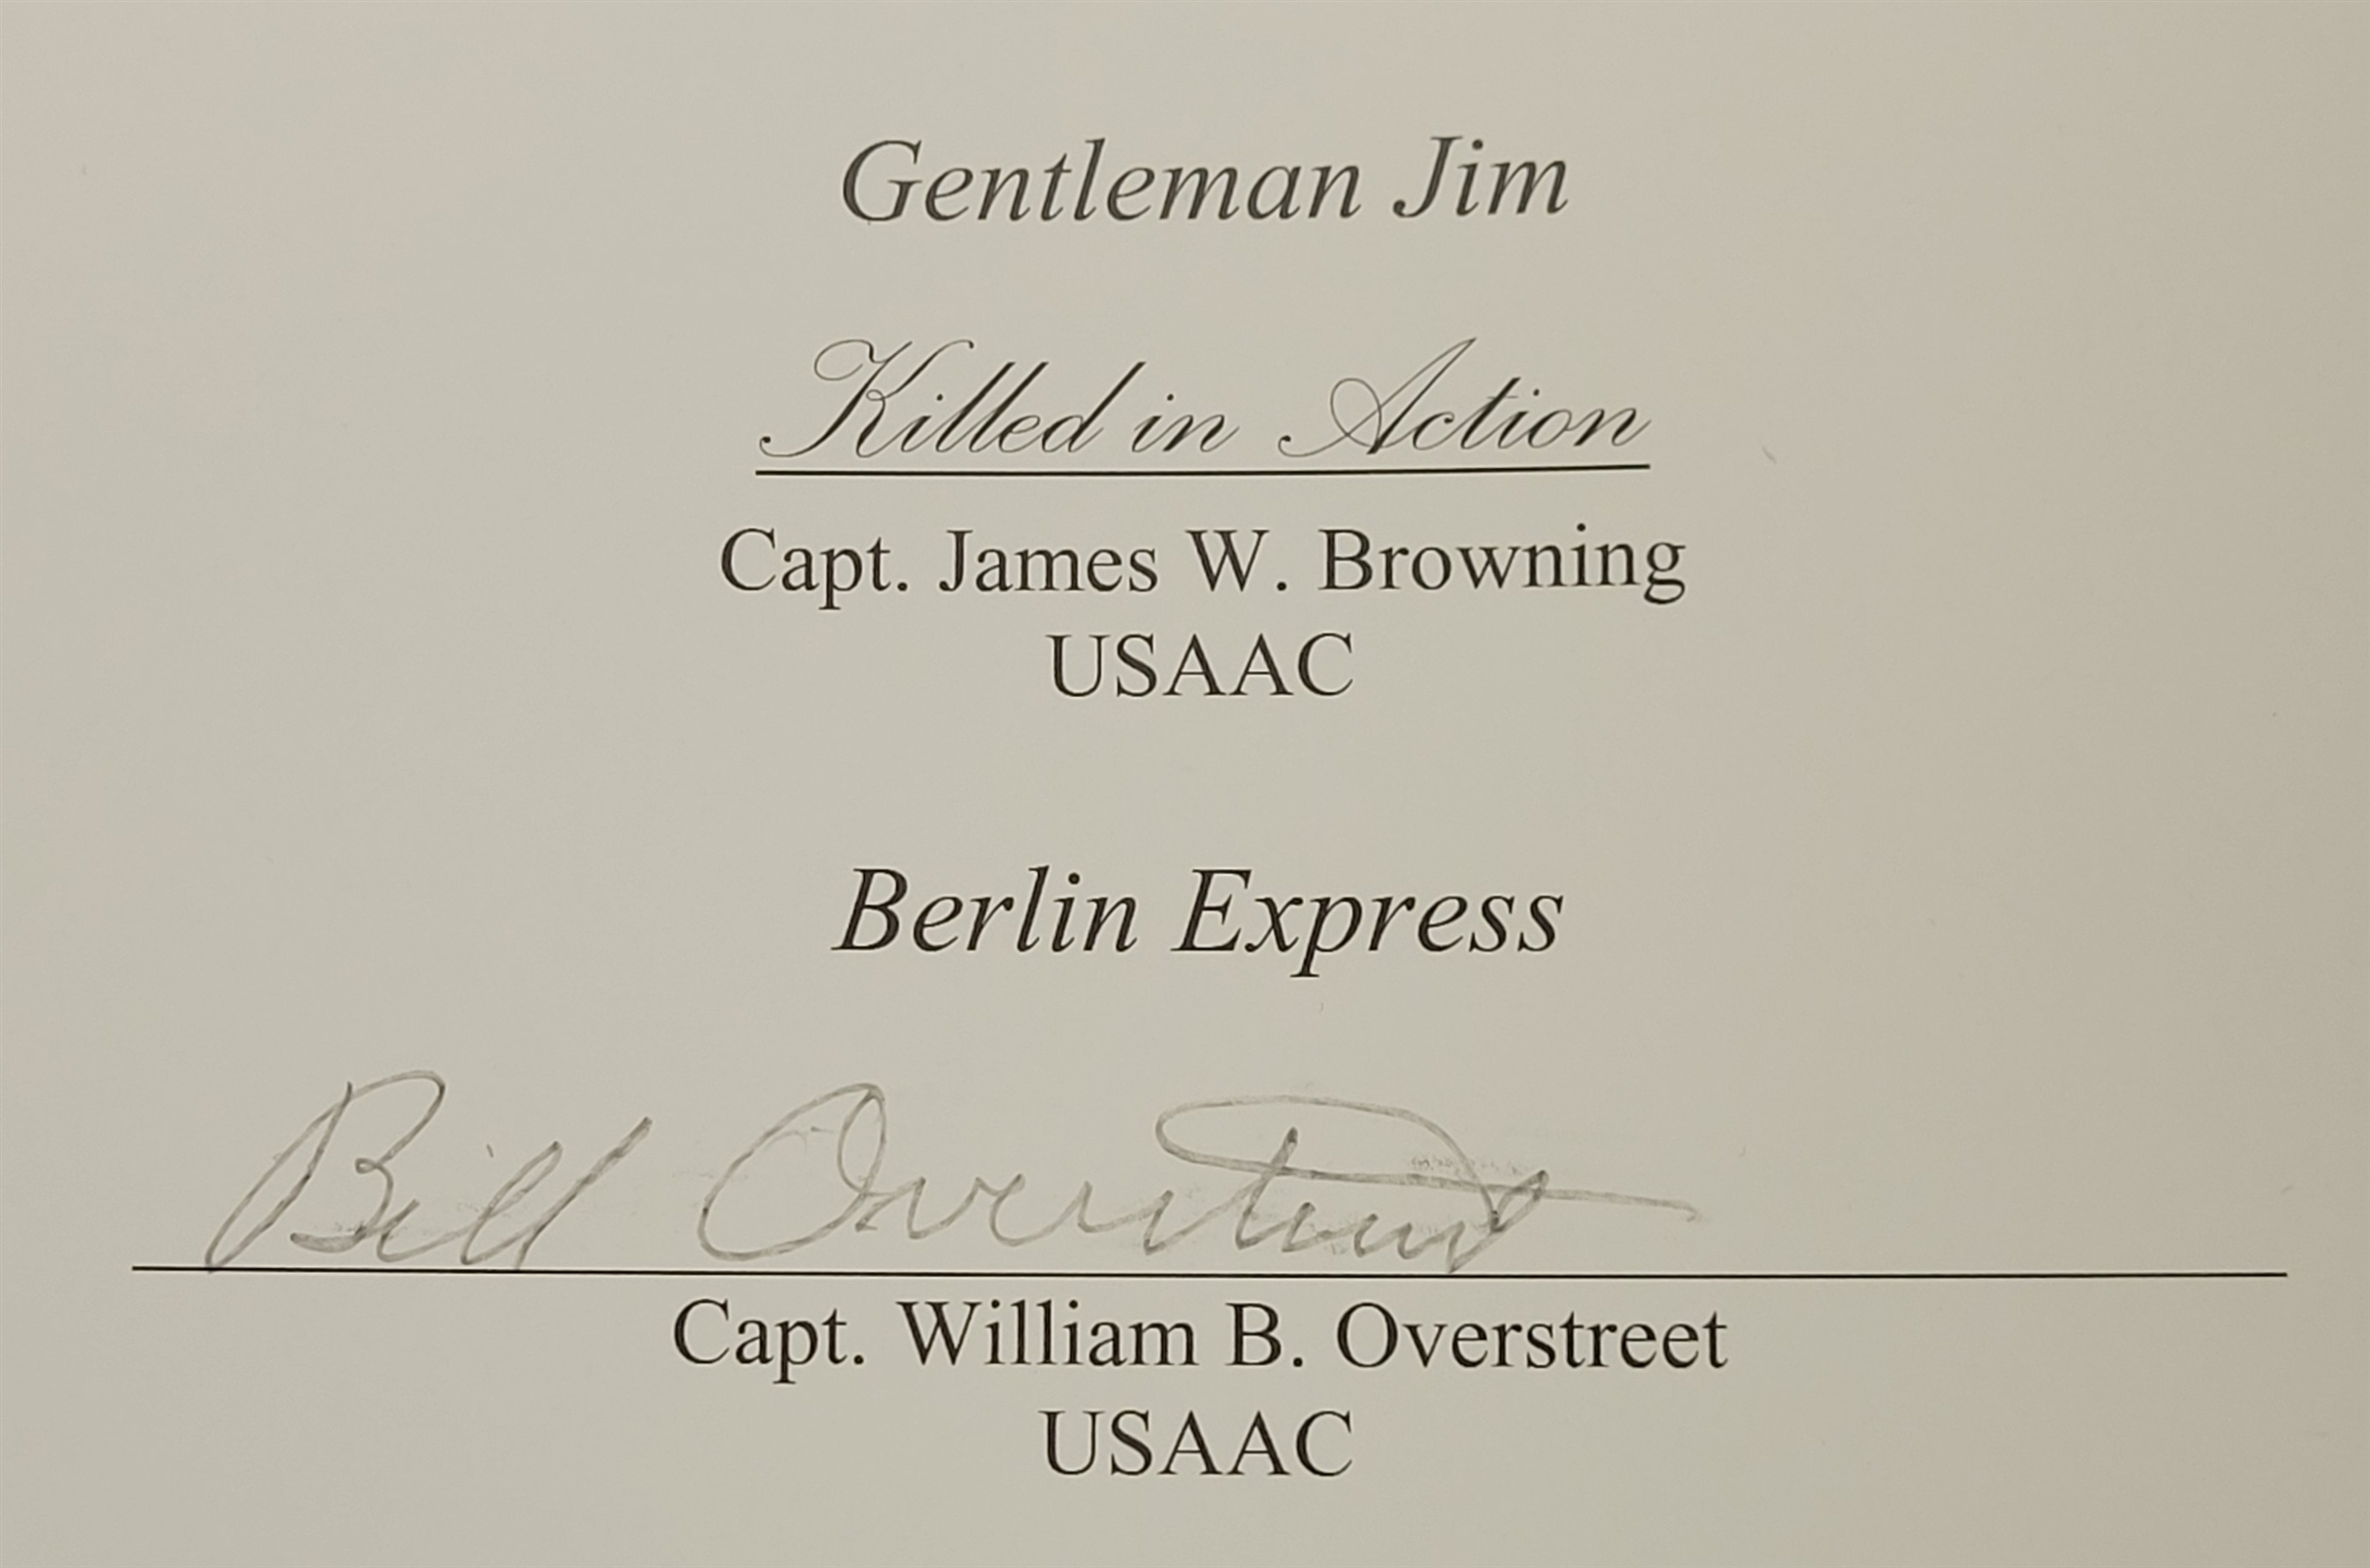 Gentleman Jim
Killed in Action
Capt. James W. Browning
USAAC
Berlin Express
Bill Overstreet
Capt. William B. Overstreet
USAAC